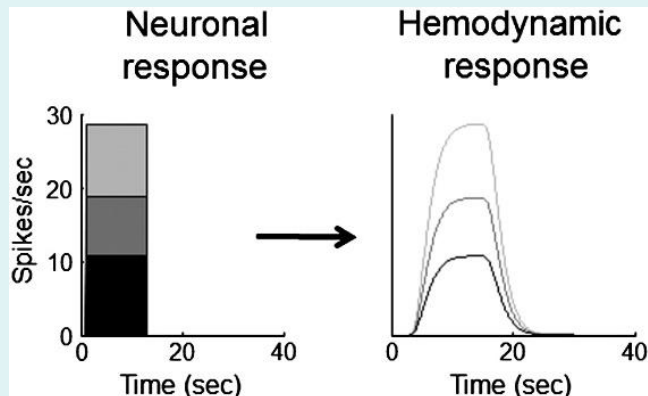 Neuronal
response
Hemodynamic
response
Spikes/sec
30
20
10
0
0 20 40
Time (sec)
0 20 40
Time (sec)